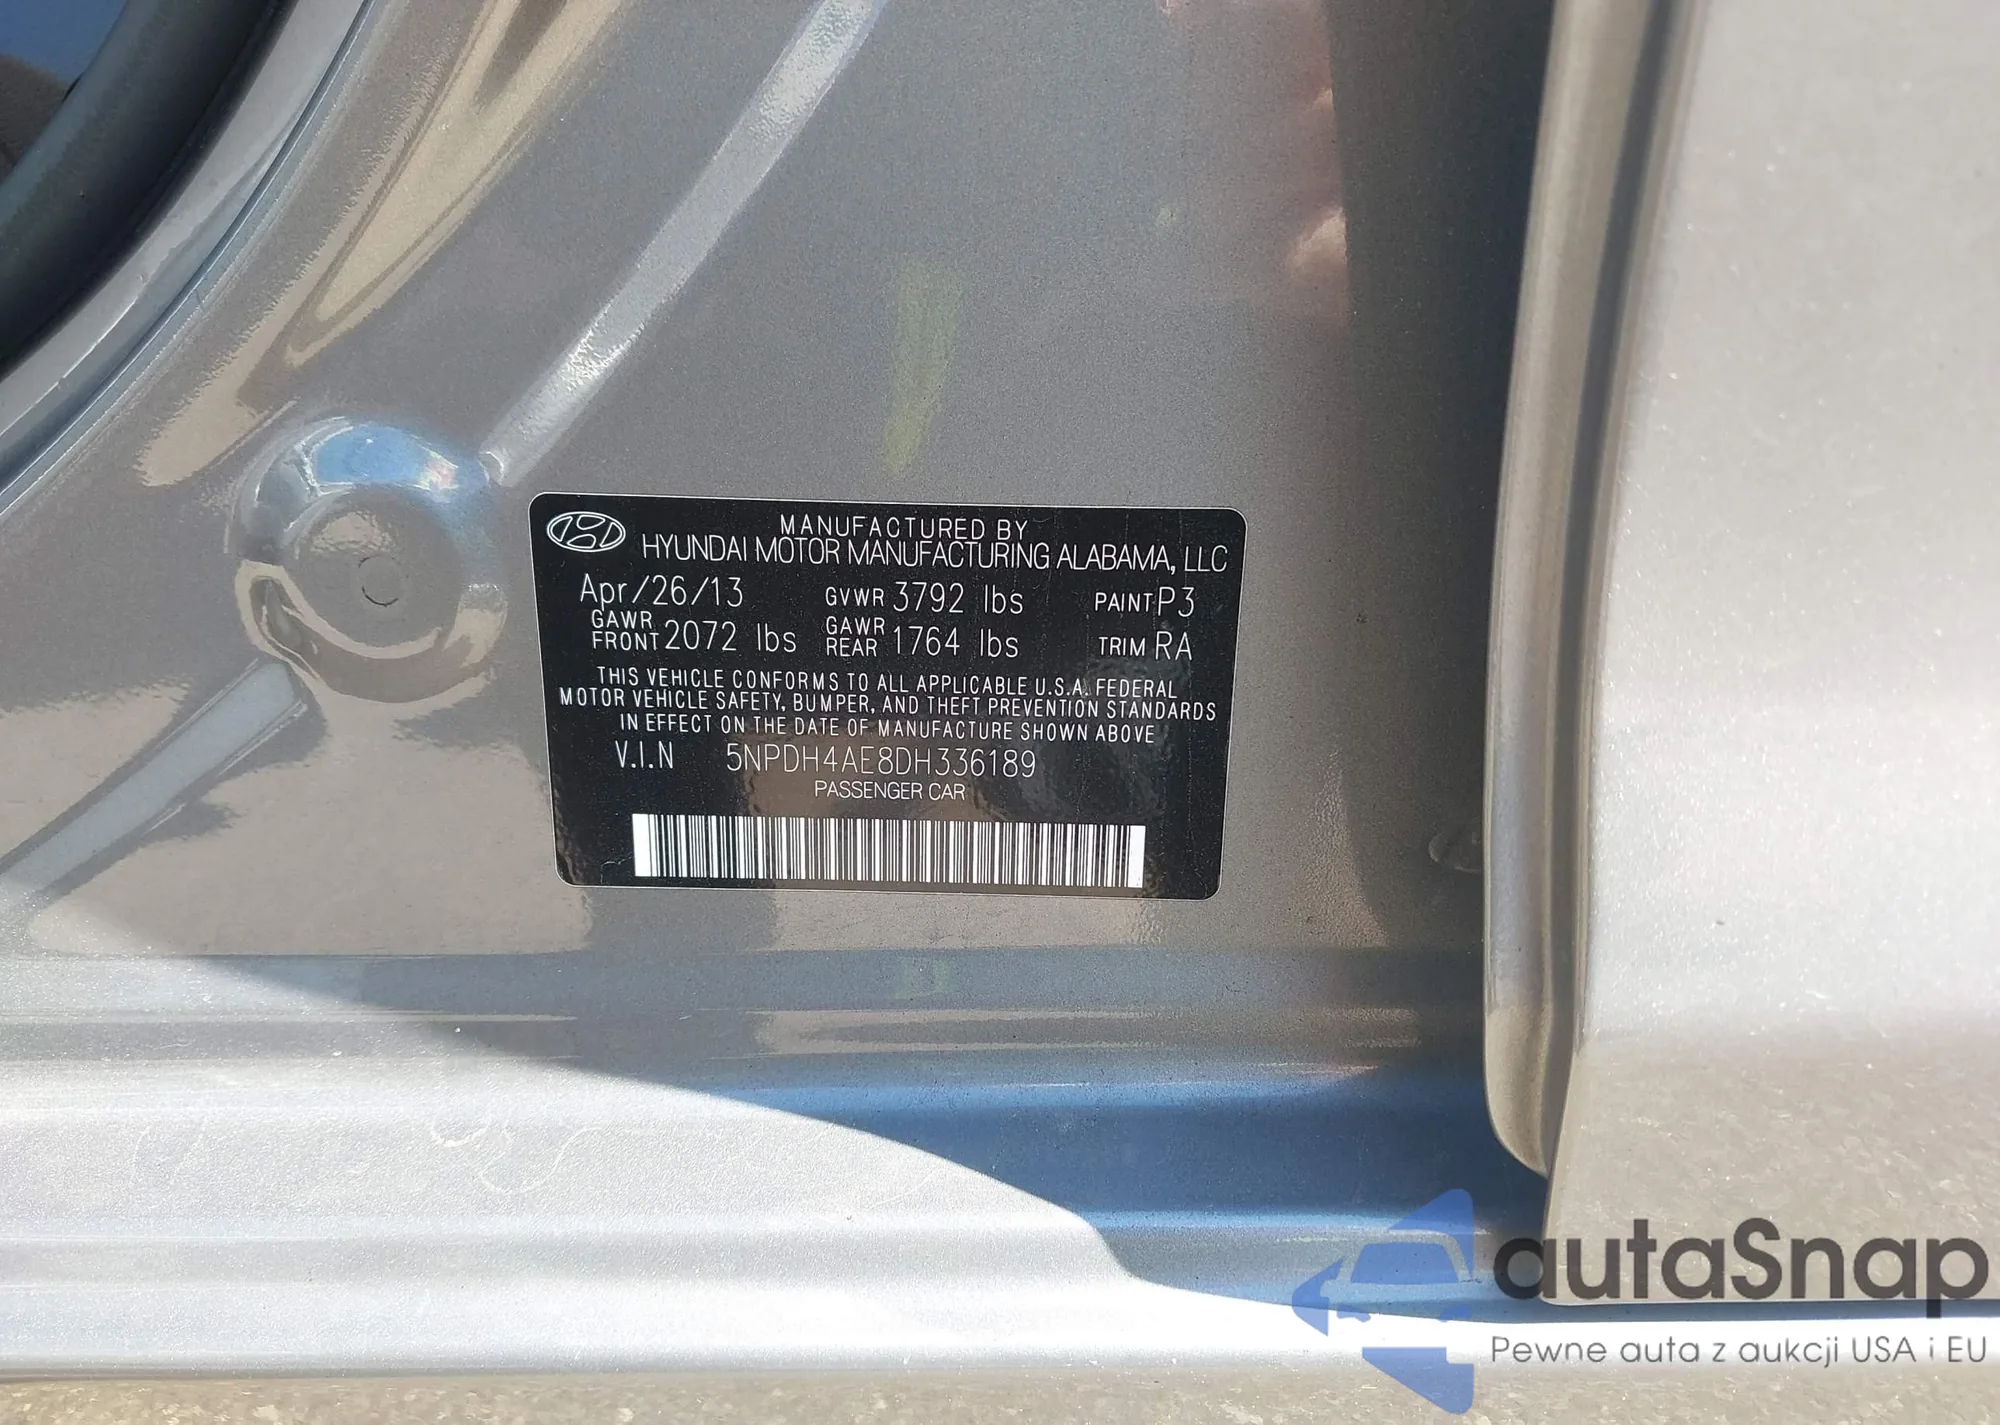 MANUFACTURED BY
HYUNDAI MOTOR MANUFACTURING ALABAMA, LLC
Apr/26/13 GVWR 3792 lbs PAINT P3
GAWR FRONT 2072 lbs GAWR REAR 1764 lbs TRIM RA
THIS VEHICLE CONFORMS TO ALL APPLICABLE U.S.A. FEDERAL
MOTOR VEHICLE SAFETY, BUMPER, AND THEFT PREVENTION STANDARDS
IN EFFECT ON THE DATE OF MANUFACTURE SHOWN ABOVE
V.I.N 5NPDH4AE8DH336189
PASSENGER CAR
autaSnap
Pewne auta z aukcji USA i EU